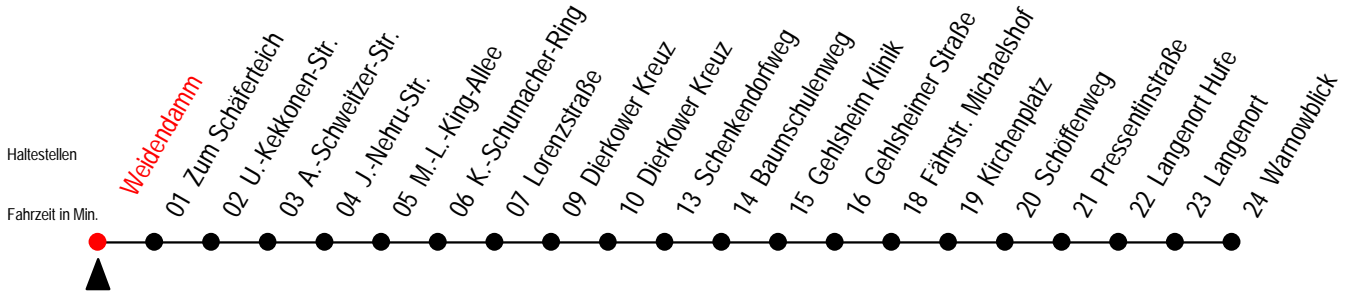 Haltestellen
Fahrzeit in Min.
Weidendamm
01 Zum Schäferteich
02 U.-Kekkonen-Str.
03 A.-Schweitzer-Str.
04 J.-Nehru-Str.
05 M.-L.-King-Allee
06 K.-Schumacher-Ring
07 Lorenzstraße
09 Dierkower Kreuz
10 Dierkower Kreuz
13 Schenkendorfweg
14 Baumschulenweg
15 Gehlsheim Klinik
16 Gehlsheimer Straße
18 Fährstr. Michaelshof
19 Kirchenplatz
20 Schöffenweg
21 Pressentinstraße
22 Langenort Hufe
23 Langenort
24 Warnowblick